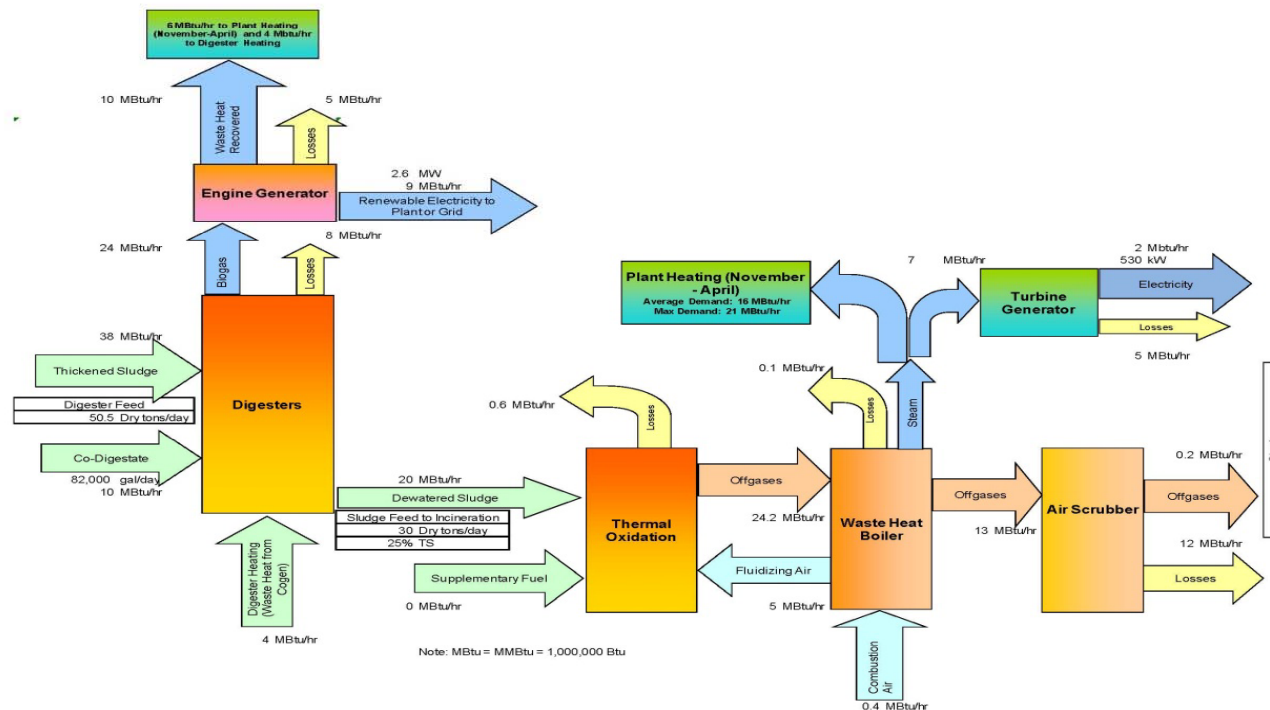 6 MBtu/hr to Plant Heating
(November-April) and 4 Mbtu/hr
to Digester Heating
10 MBtu/hr
5 MBtu/hr
Waste Heat
Recovered
Losses
Engine Generator
2.6 MW
9 MBtu/hr
Renewable Electricity to
Plant or Grid
24 MBtu/hr
8 MBtu/hr
Biogas
Losses
38 MBtu/hr
Thickened Sludge
Digester Feed
50.5 Dry tons/day
Digesters
Co-Digestate
82,000 gal/day
10 MBtu/hr
Digester Heating
(Waste Heat from
Cogen)
4 MBtu/hr
20 MBtu/hr
Dewatered Sludge
Sludge Feed to Incineration
30 Dry tons/day
25% TS
Supplementary Fuel
0 MBtu/hr
0.6 MBtu/hr
Losses
Thermal
Oxidation
Offgases
24.2 MBtu/hr
Fluidizing Air
5 MBtu/hr
Plant Heating (November
- April)
Average Demand: 16 MBtu/hr
Max Demand: 21 MBtu/hr
7 MBtu/hr
Turbine
Generator
2 Mbtu/hr
530 kW
Electricity
Losses
5 MBtu/hr
0.1 MBtu/hr
Losses
Steam
Waste Heat
Boiler
Combustion
Air
0.4 MBtu/hr
Offgases
13 MBtu/hr
Air Scrubber
0.2 MBtu/hr
Offgases
12 MBtu/hr
Losses
Note: MBtu = MMBtu = 1,000,000 Btu